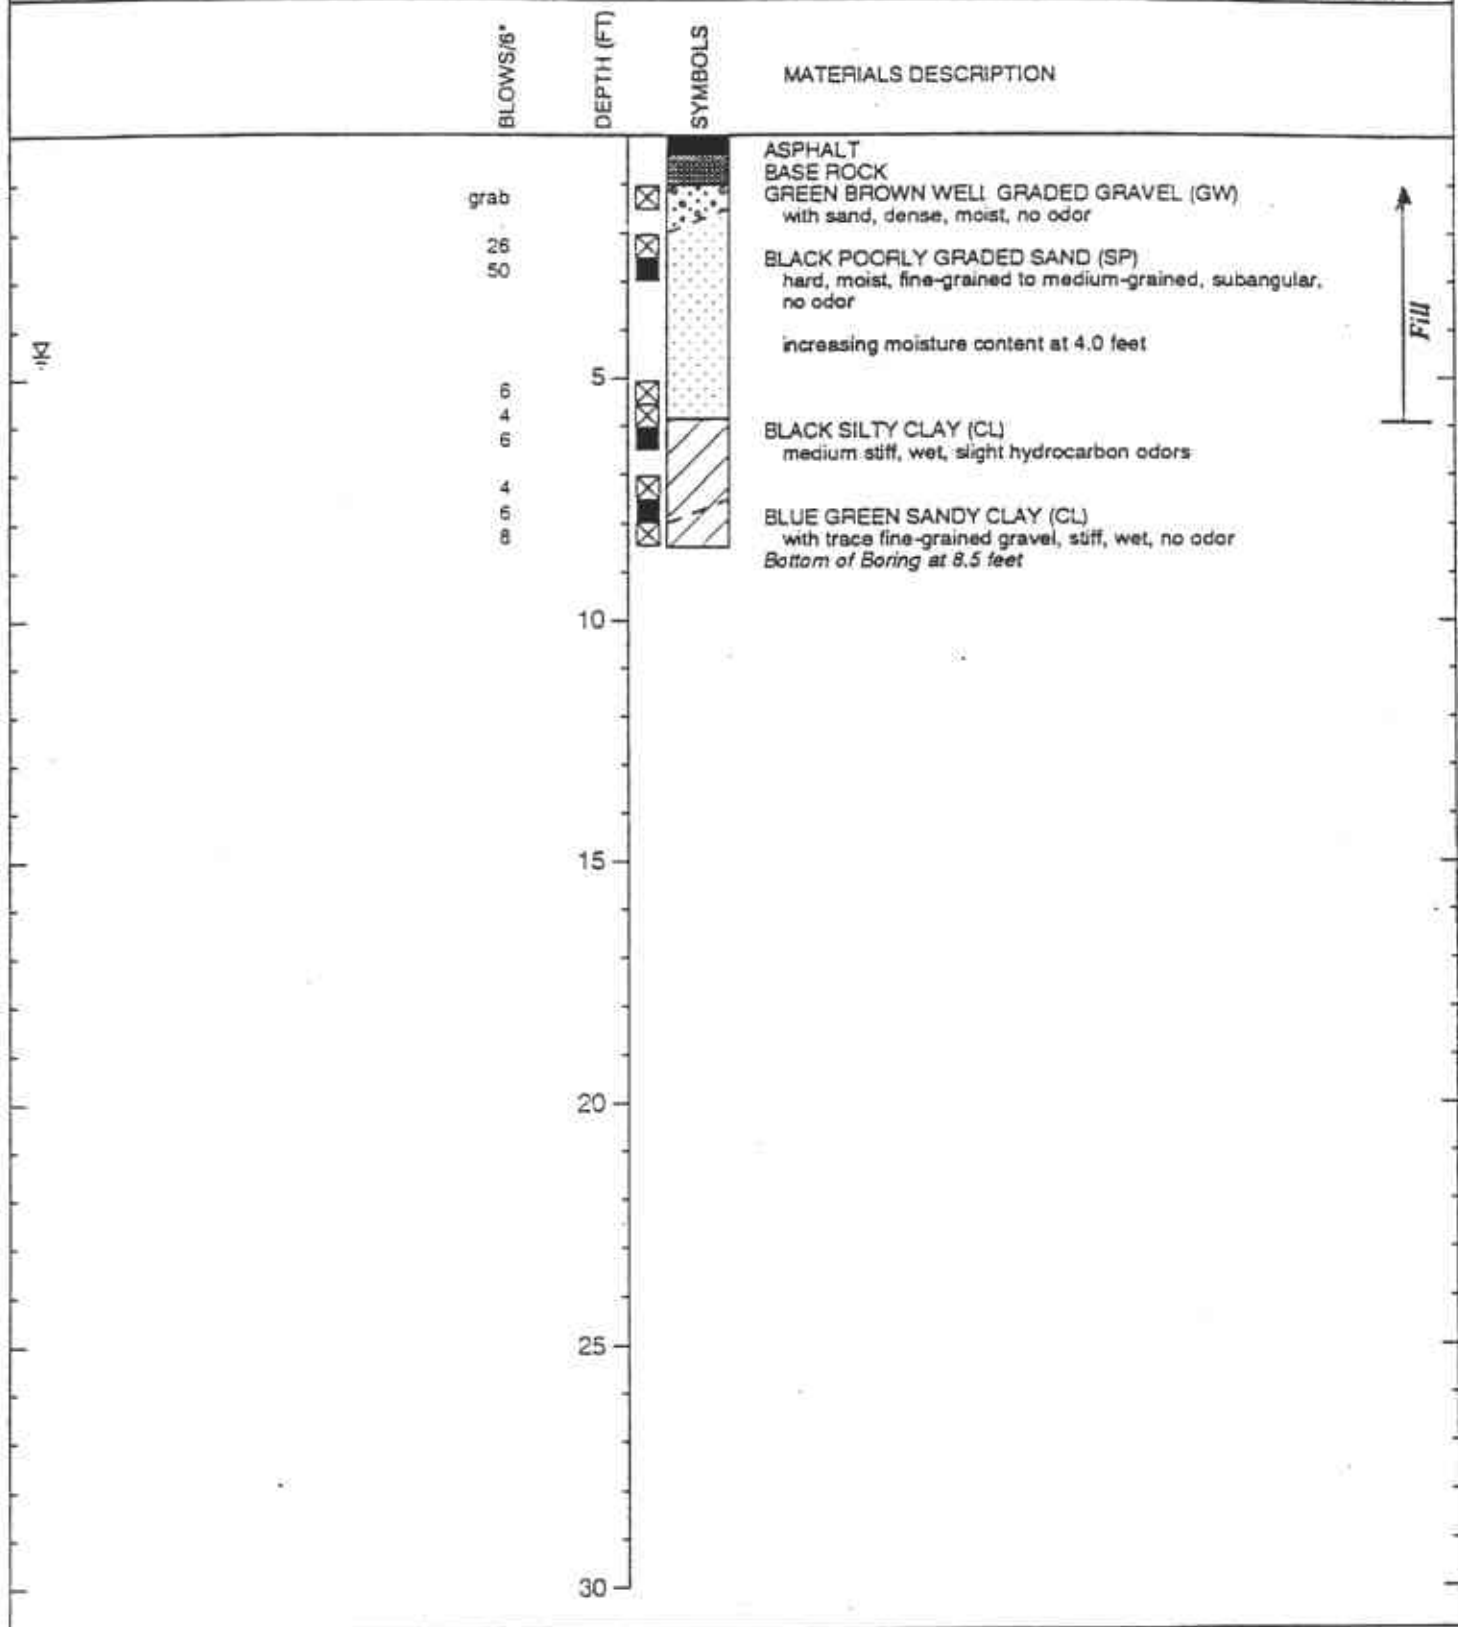 BLOWS/6"
DEPTH (FT)
SYMBOLS
MATERIALS DESCRIPTION
ASPHALT
BASE ROCK
grab
GREEN BROWN WELL GRADED GRAVEL (GW)
with sand, dense, moist, no odor
26
50
BLACK POORLY GRADED SAND (SP)
hard, moist, fine-grained to medium-grained, subangular,
no odor
Fill
increasing moisture content at 4.0 feet
5
6
4
6
BLACK SILTY CLAY (CL)
medium stiff, wet, slight hydrocarbon odors
4
6
8
BLUE GREEN SANDY CLAY (CL)
with trace fine-grained gravel, stiff, wet, no odor
Bottom of Boring at 8.5 feet
10
15
20
25
30